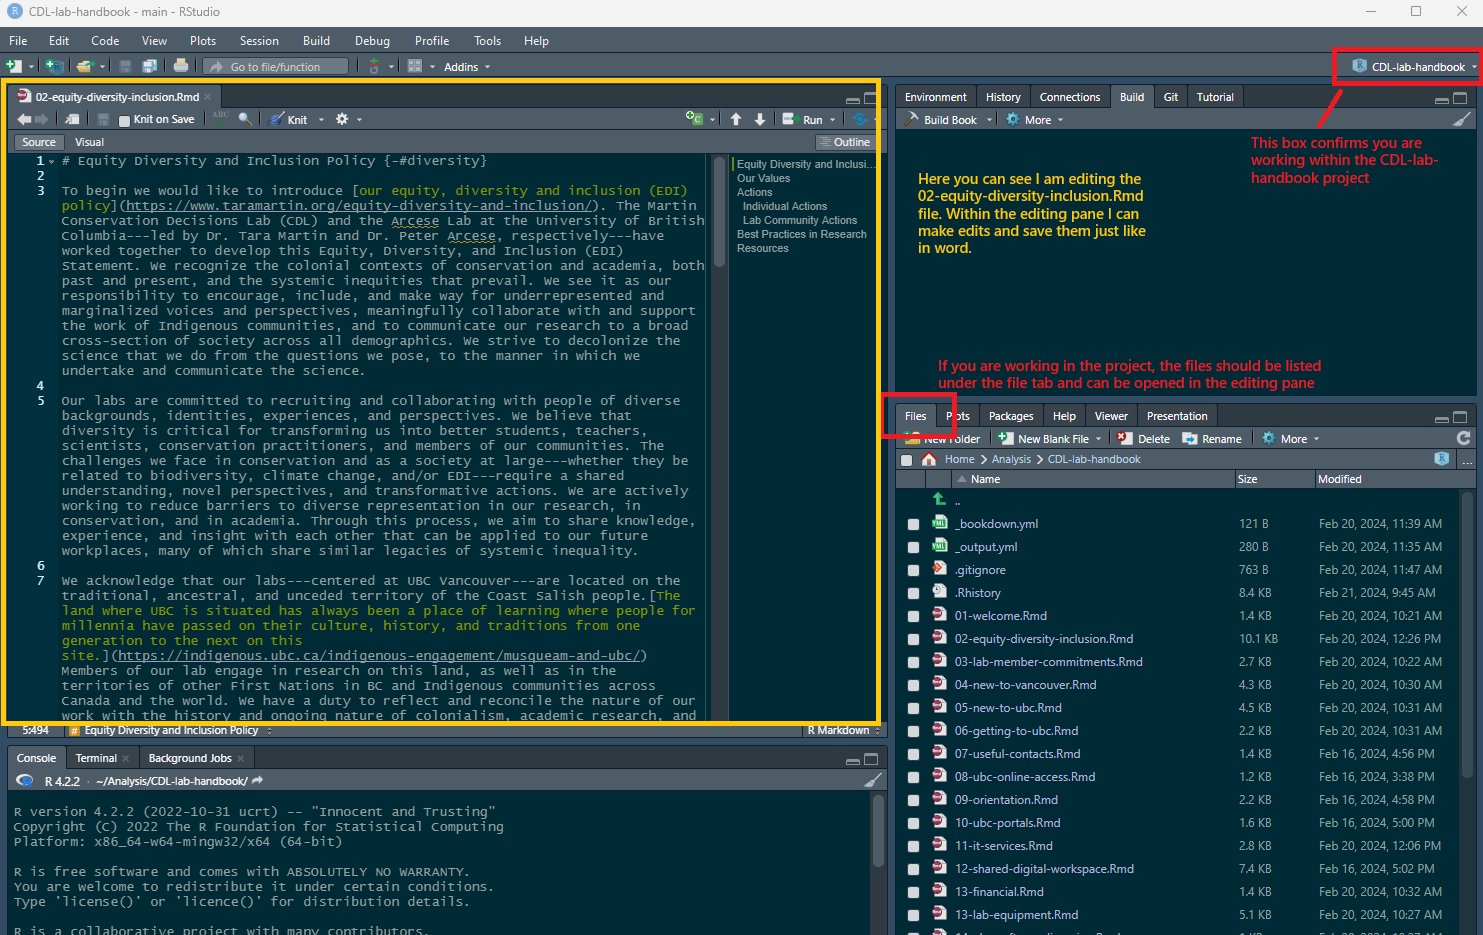 CDL-lab-handbook - main - RStudio
File Edit Code View Plots Session Build Debug Profile Tools Help
Go to file/function Addins
CDL-lab-handbook
02-equity-diversity-inclusion.Rmd
Knit on Save ABC Knit Run
Source Visual Outline
1 # Equity Diversity and Inclusion Policy {-#diversity}
2
3 To begin we would like to introduce [our equity, diversity and inclusion (EDI)
policy](https://www.taramartin.org/equity-diversity-and-inclusion/). The Martin
Conservation Decisions Lab (CDL) and the Arcese Lab at the University of British
Columbia---led by Dr. Tara Martin and Dr. Peter Arcese, respectively---have
worked together to develop this Equity, Diversity, and Inclusion (EDI)
Statement. We recognize the colonial contexts of conservation and academia, both
past and present, and the systemic inequities that prevail. We see it as our
responsibility to encourage, include, and make way for underrepresented and
marginalized voices and perspectives, meaningfully collaborate with and support
the work of Indigenous communities, and to communicate our research to a broad
cross-section of society across all demographics. We strive to decolonize the
science that we do from the questions we pose, to the manner in which we
undertake and communicate the science.
4
5 Our labs are committed to recruiting and collaborating with people of diverse
backgrounds, identities, experiences, and perspectives. We believe that
diversity is critical for transforming us into better students, teachers,
scientists, conservation practitioners, and members of our communities. The
challenges we face in conservation and as a society at large---whether they be
related to biodiversity, climate change, and/or EDI---require a shared
understanding, novel perspectives, and transformative actions. We are actively
working to reduce barriers to diverse representation in our research, in
conservation, and in academia. Through this process, we aim to share knowledge,
experience, and insight with each other that can be applied to our future
workplaces, many of which share similar legacies of systemic inequality.
6
7 We acknowledge that our labs---centered at UBC Vancouver---are located on the
traditional, ancestral, and unceded territory of the Coast Salish people.[The
land where UBC is situated has always been a place of learning where people for
millennia have passed on their culture, history, and traditions from one
generation to the next on this
site.](https://indigenous.ubc.ca/indigenous-engagement/musqueam-and-ubc/)
Members of our lab engage in research on this land, as well as in the
territories of other First Nations in BC and Indigenous communities across
Canada and the world. We have a duty to reflect and reconcile the nature of our
work with the history and ongoing nature of colonialism, academic research, and
Equity Diversity and Inclusi...
Our Values
Actions
Individual Actions
Lab Community Actions
Best Practices in Research
Resources
5:494 # Equity Diversity and Inclusion Policy R Markdown
Console Terminal Background Jobs
R 4.2.2 · ~/Analysis/CDL-lab-handbook/
R version 4.2.2 (2022-10-31 ucrt) -- "Innocent and Trusting"
Copyright (C) 2022 The R Foundation for Statistical Computing
Platform: x86_64-w64-mingw32/x64 (64-bit)
R is free software and comes with ABSOLUTELY NO WARRANTY.
You are welcome to redistribute it under certain conditions.
Type 'license()' or 'licence()' for distribution details.
R is a collaborative project with many contributors.
Environment History Connections Build Git Tutorial
Build Book More
This box confirms you are
working within the CDL-lab-
handbook project
Here you can see I am editing the
02-equity-diversity-inclusion.Rmd
file. Within the editing pane I can
make edits and save them just like
in word.
If you are working in the project, the files should be listed
under the file tab and can be opened in the editing pane
Files Plots Packages Help Viewer Presentation
New Folder New Blank File Delete Rename More
Home Analysis CDL-lab-handbook ...
Name Size Modified
..
_bookdown.yml 121 B Feb 20, 2024, 11:39 AM
_output.yml 280 B Feb 20, 2024, 11:35 AM
.gitignore 763 B Feb 20, 2024, 11:47 AM
.Rhistory 8.4 KB Feb 21, 2024, 9:45 AM
01-welcome.Rmd 1.4 KB Feb 20, 2024, 10:21 AM
02-equity-diversity-inclusion.Rmd 10.1 KB Feb 20, 2024, 12:26 PM
03-lab-member-commitments.Rmd 2.7 KB Feb 20, 2024, 10:22 AM
04-new-to-vancouver.Rmd 4.3 KB Feb 20, 2024, 10:30 AM
05-new-to-ubc.Rmd 4.5 KB Feb 20, 2024, 10:31 AM
06-getting-to-ubc.Rmd 2.2 KB Feb 20, 2024, 10:31 AM
07-useful-contacts.Rmd 1.4 KB Feb 16, 2024, 4:56 PM
08-ubc-online-access.Rmd 1.2 KB Feb 16, 2024, 3:38 PM
09-orientation.Rmd 2.2 KB Feb 20, 2024, 4:58 PM
10-ubc-portals.Rmd 1.6 KB Feb 16, 2024, 5:00 PM
11-it-services.Rmd 2.8 KB Feb 20, 2024, 12:06 PM
12-shared-digital-workspace.Rmd 7.4 KB Feb 16, 2024, 5:02 PM
13-financial.Rmd 1.4 KB Feb 20, 2024, 10:32 AM
13-lab-equipment.Rmd 5.1 KB Feb 20, 2024, 10:27 AM